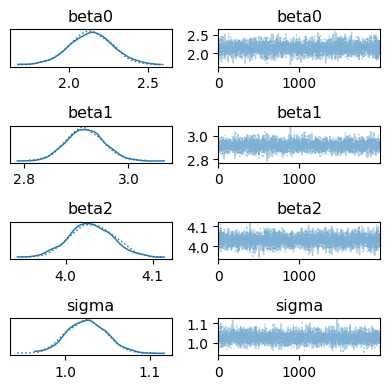 beta0 beta0
2.5
2.0
2.0 2.5 0 1000
beta1 beta1
3.0
2.8
2.8 3.0 0 1000
beta2 beta2
4.1
4.0
4.0 4.1 0 1000
sigma sigma
1.1
1.0
1.0 1.1 0 1000